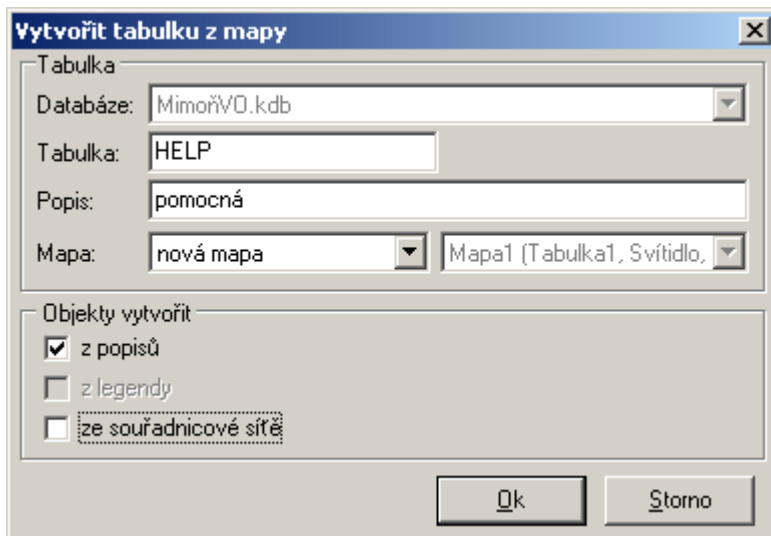 Vytvořit tabulku z mapy
Tabulka
Databáze: MimoňVO.kdb
Tabulka: HELP
Popis: pomocná
Mapa: nová mapa Mapa1 (Tabulka1, Svítidlo,
Objekty vytvořit
z popisů
z legendy
ze souřadnicové sítě
Ok Storno